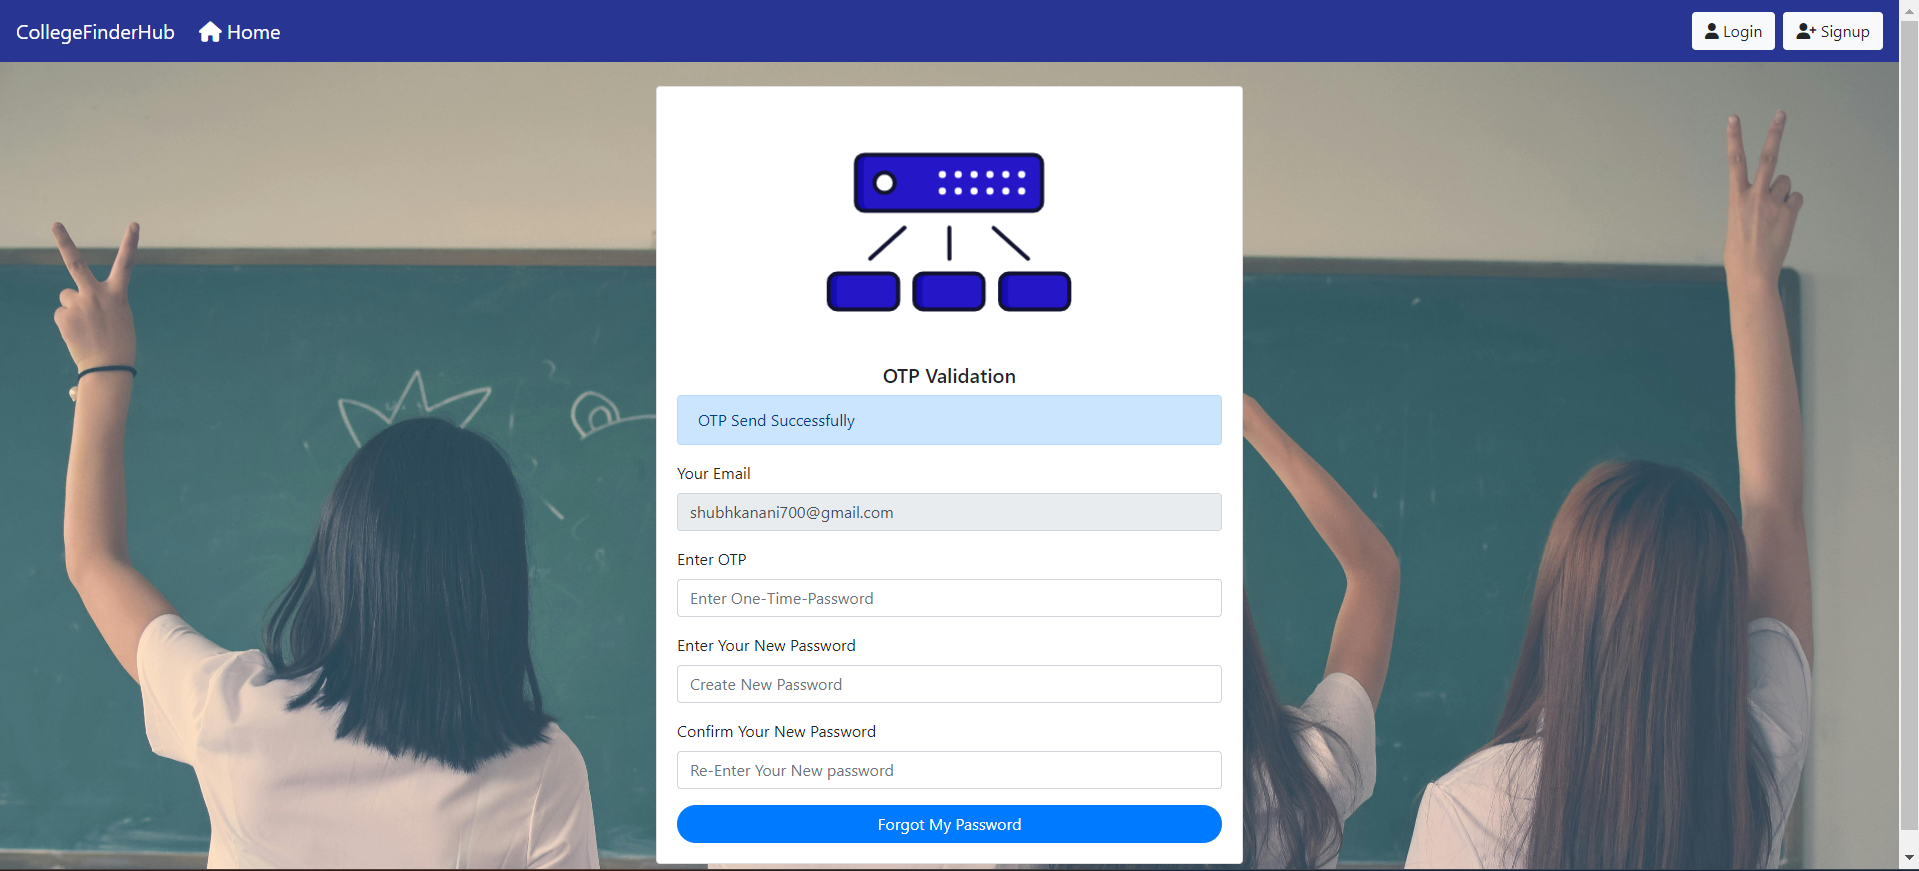 CollegeFinderHub Home Login Signup
OTP Validation
OTP Send Successfully
Your Email
shubhkanani700@gmail.com
Enter OTP
Enter One-Time-Password
Enter Your New Password
Create New Password
Confirm Your New Password
Re-Enter Your New password
Forgot My Password